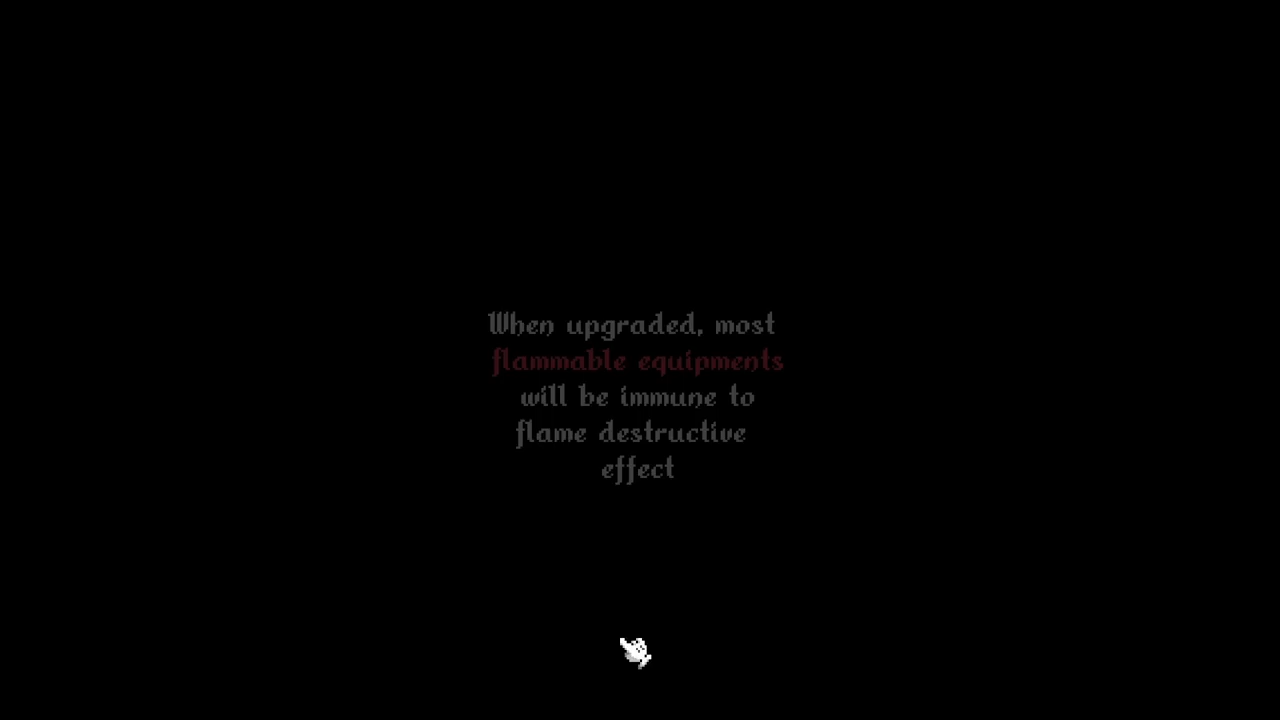 When upgraded, most
flammable equipments
will be immune to
flame destructive
effect